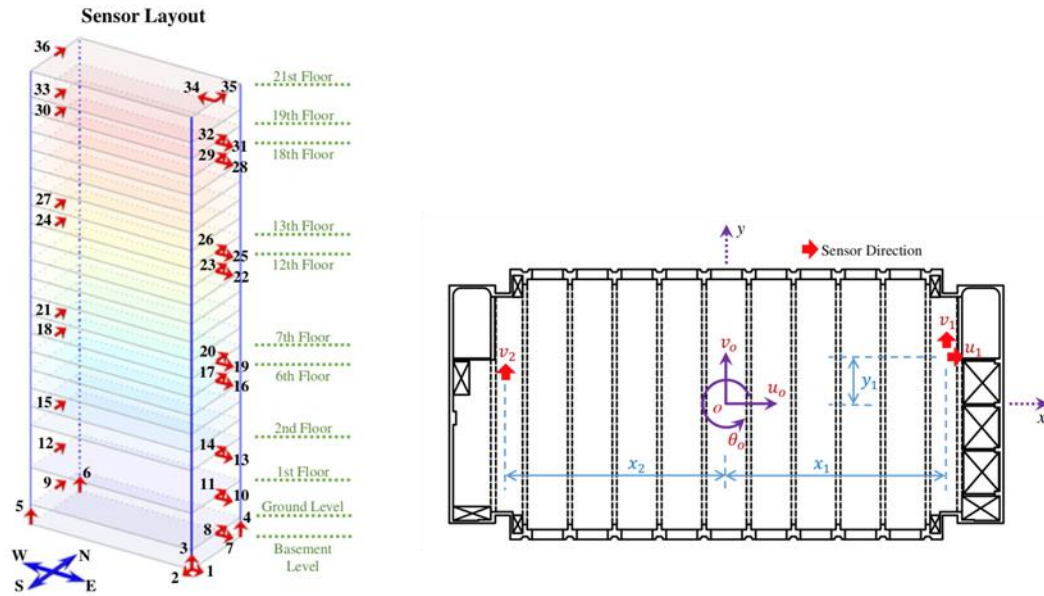 Sensor Layout
36
34 35
21st Floor
33
30
19th Floor
32
31
29
28
18th Floor
27
24
13th Floor
26
25
23
22
12th Floor
21
18
7th Floor
20
19
17
16
6th Floor
15
2nd Floor
14
13
12
1st Floor
11
10
9
6
Ground Level
5
4
8
7
Basement
Level
3
2
1
W N
S E
y
Sensor Direction
v₂
v₁
u₁
vₒ
uₒ
y₁
o
θₒ
x
x₂
x₁